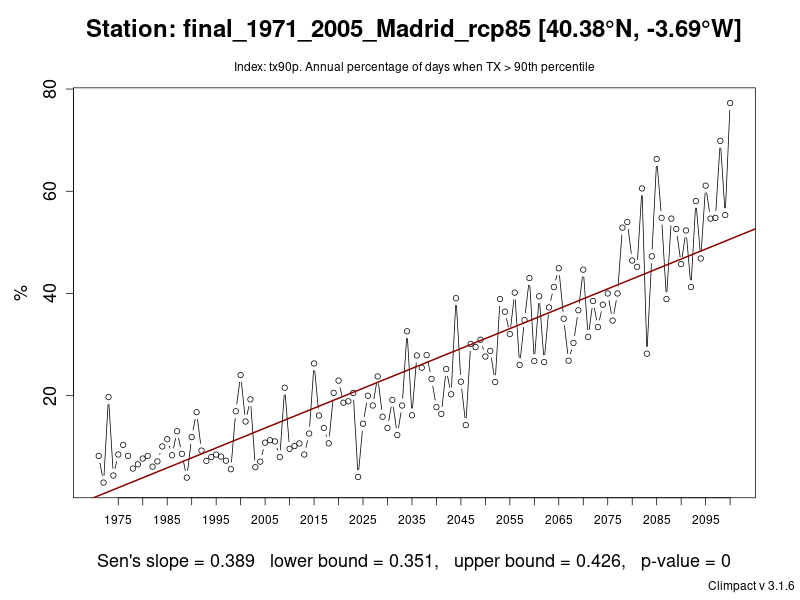 Station: final_1971_2005_Madrid_rcp85 [40.38°N, -3.69°W]
Index: tx90p. Annual percentage of days when TX > 90th percentile
80
60
40
20
%
1975 1985 1995 2005 2015 2025 2035 2045 2055 2065 2075 2085 2095
Sen's slope = 0.389 lower bound = 0.351, upper bound = 0.426, p-value = 0
Climpact v 3.1.6